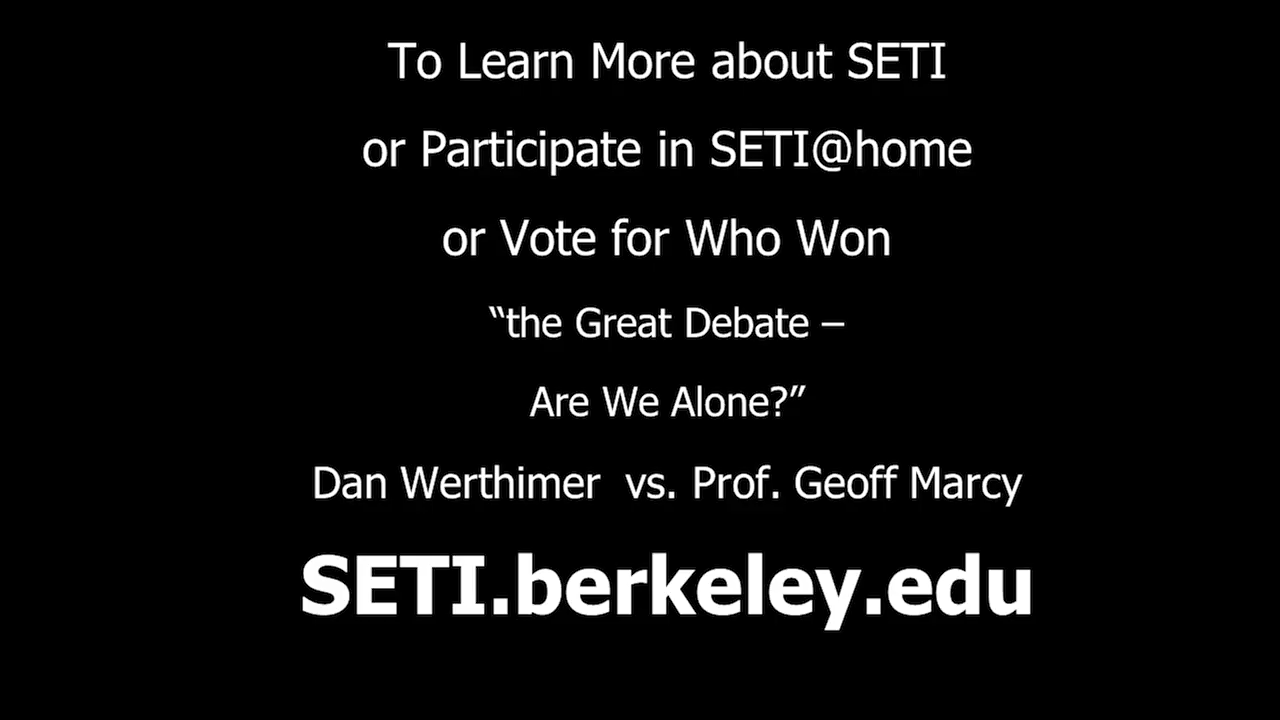 To Learn More about SETI
or Participate in SETI@home
or Vote for Who Won
“the Great Debate –
Are We Alone?”
Dan Werthimer  vs. Prof. Geoff Marcy
SETI.berkeley.edu